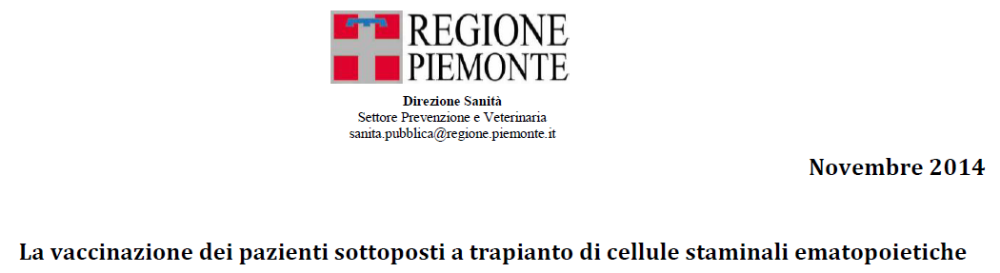 REGIONE
PIEMONTE
Direzione Sanità
Settore Prevenzione e Veterinaria
sanita.pubblica@regione.piemonte.it
Novembre 2014
La vaccinazione dei pazienti sottoposti a trapianto di cellule staminali ematopoietiche